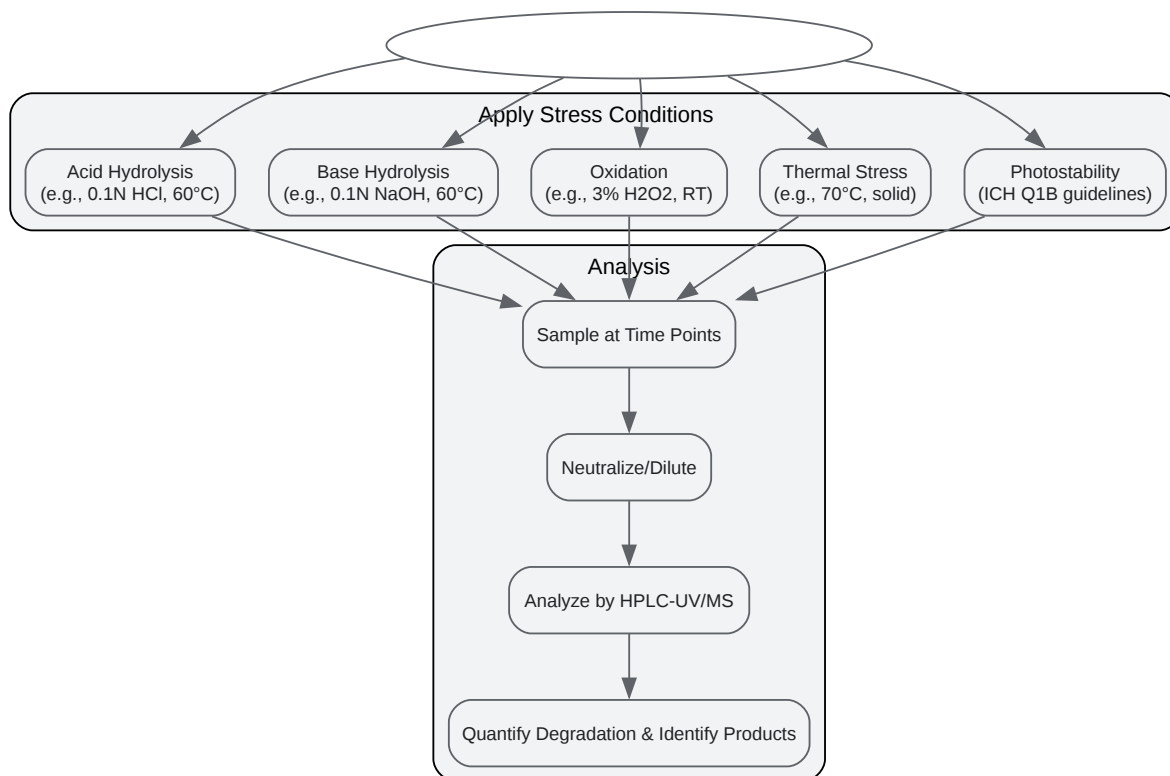 Apply Stress Conditions
Acid Hydrolysis
(e.g., 0.1N HCl, 60°C)
Base Hydrolysis
(e.g., 0.1N NaOH, 60°C)
Oxidation
(e.g., 3% H2O2, RT)
Thermal Stress
(e.g., 70°C, solid)
Photostability
(ICH Q1B guidelines)
Analysis
Sample at Time Points
Neutralize/Dilute
Analyze by HPLC-UV/MS
Quantify Degradation & Identify Products